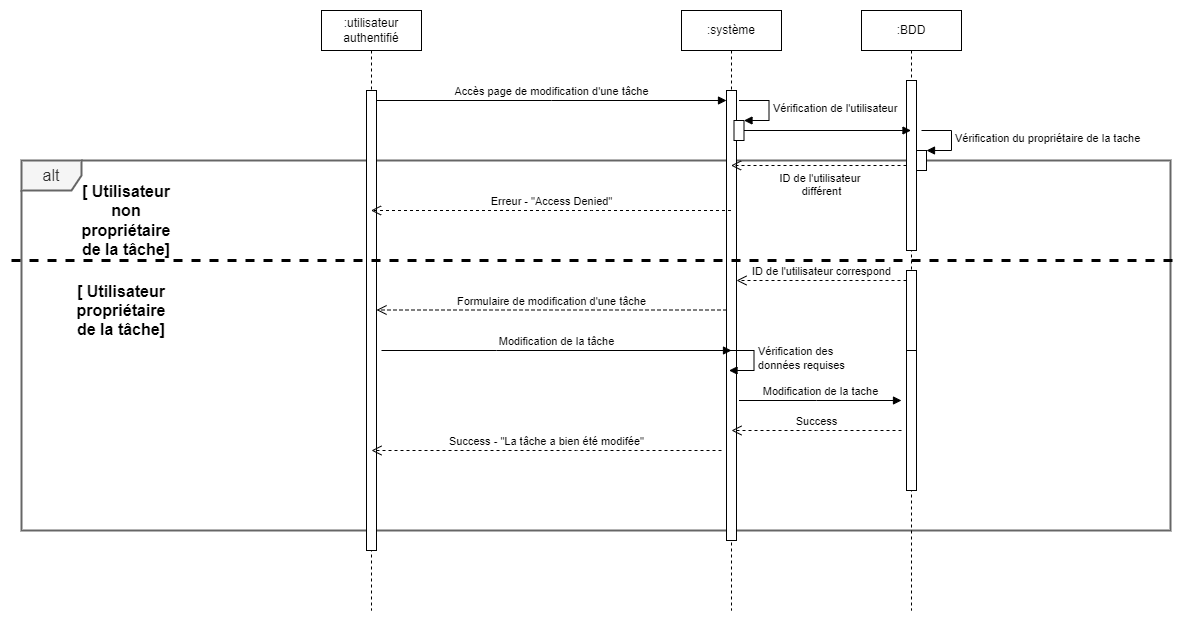 :utilisateur
authentifié
:système
:BDD
Accès page de modification d'une tâche
Vérification de l'utilisateur
Vérification du propriétaire de la tache
alt
[ Utilisateur
non
propriétaire
de la tâche]
ID de l'utilisateur
différent
Erreur - "Access Denied"
ID de l'utilisateur correspond
[ Utilisateur
propriétaire
de la tâche]
Formulaire de modification d'une tâche
Modification de la tâche
Vérification des
données requises
Modification de la tache
Success
Success - "La tâche a bien été modifée"